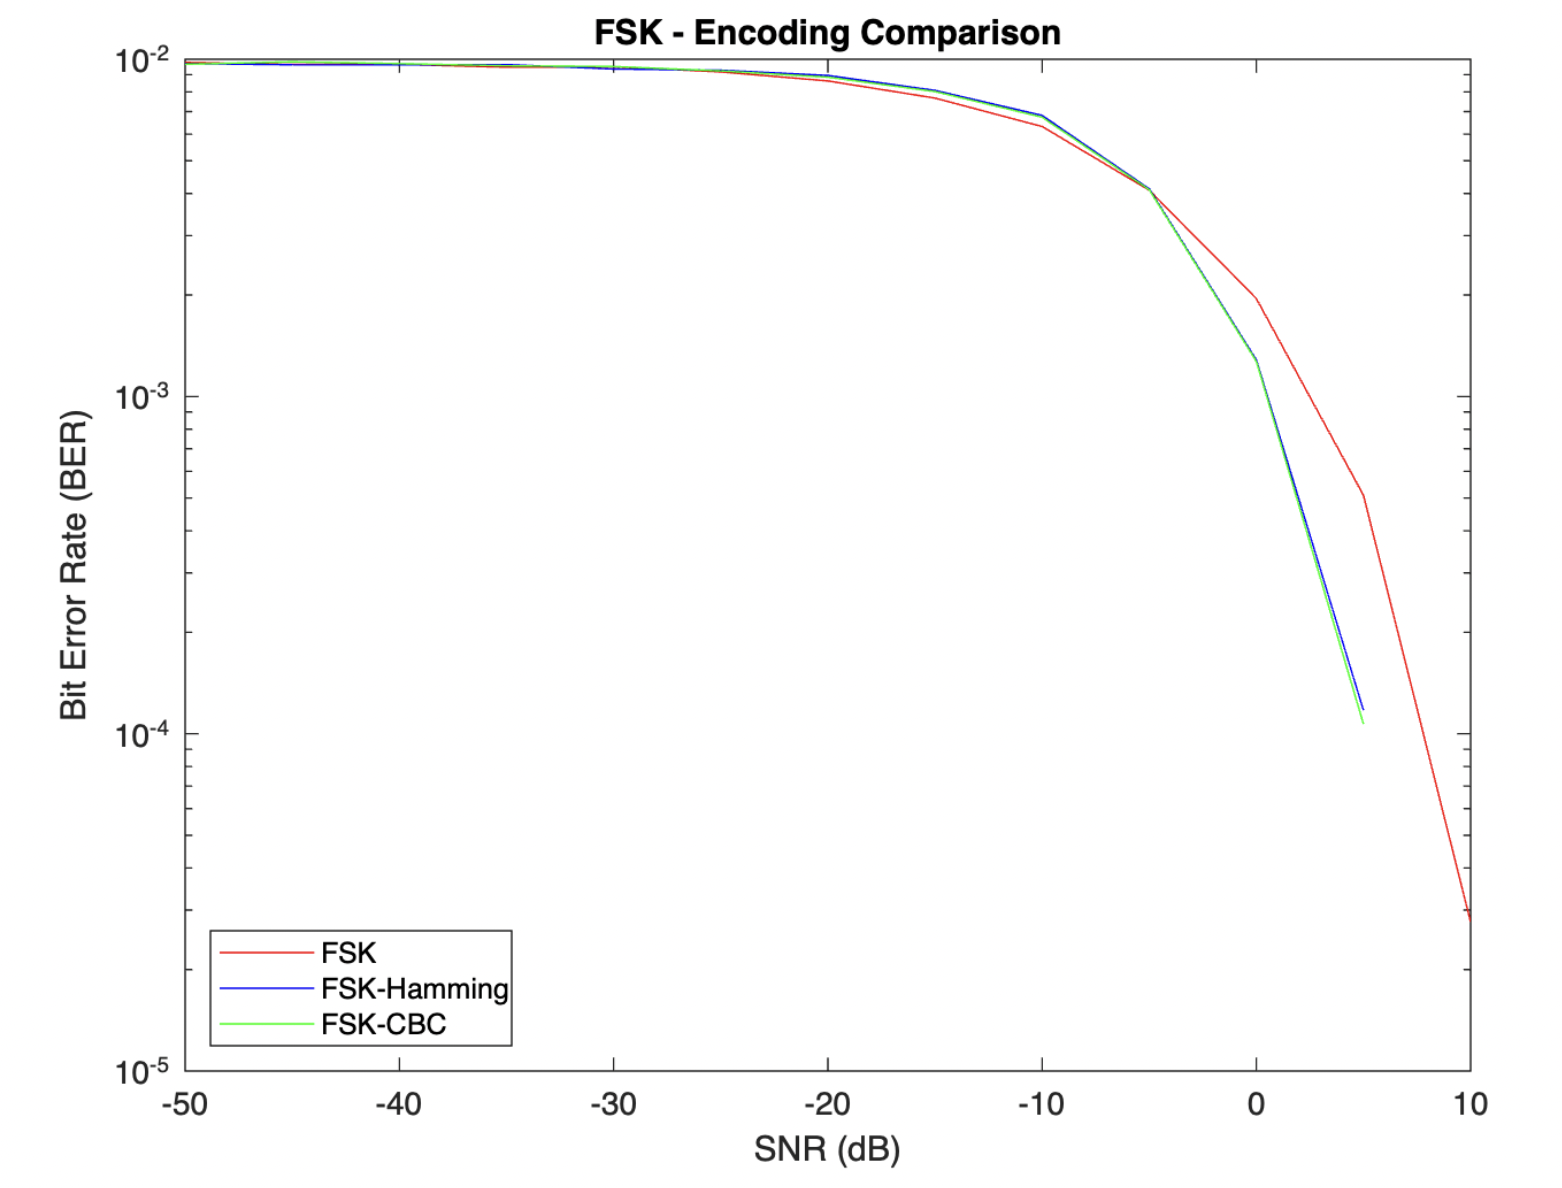 FSK - Encoding Comparison
10-2
10-3
10-4
10-5
Bit Error Rate (BER)
FSK
FSK-Hamming
FSK-CBC
-50 -40 -30 -20 -10 0 10
SNR (dB)